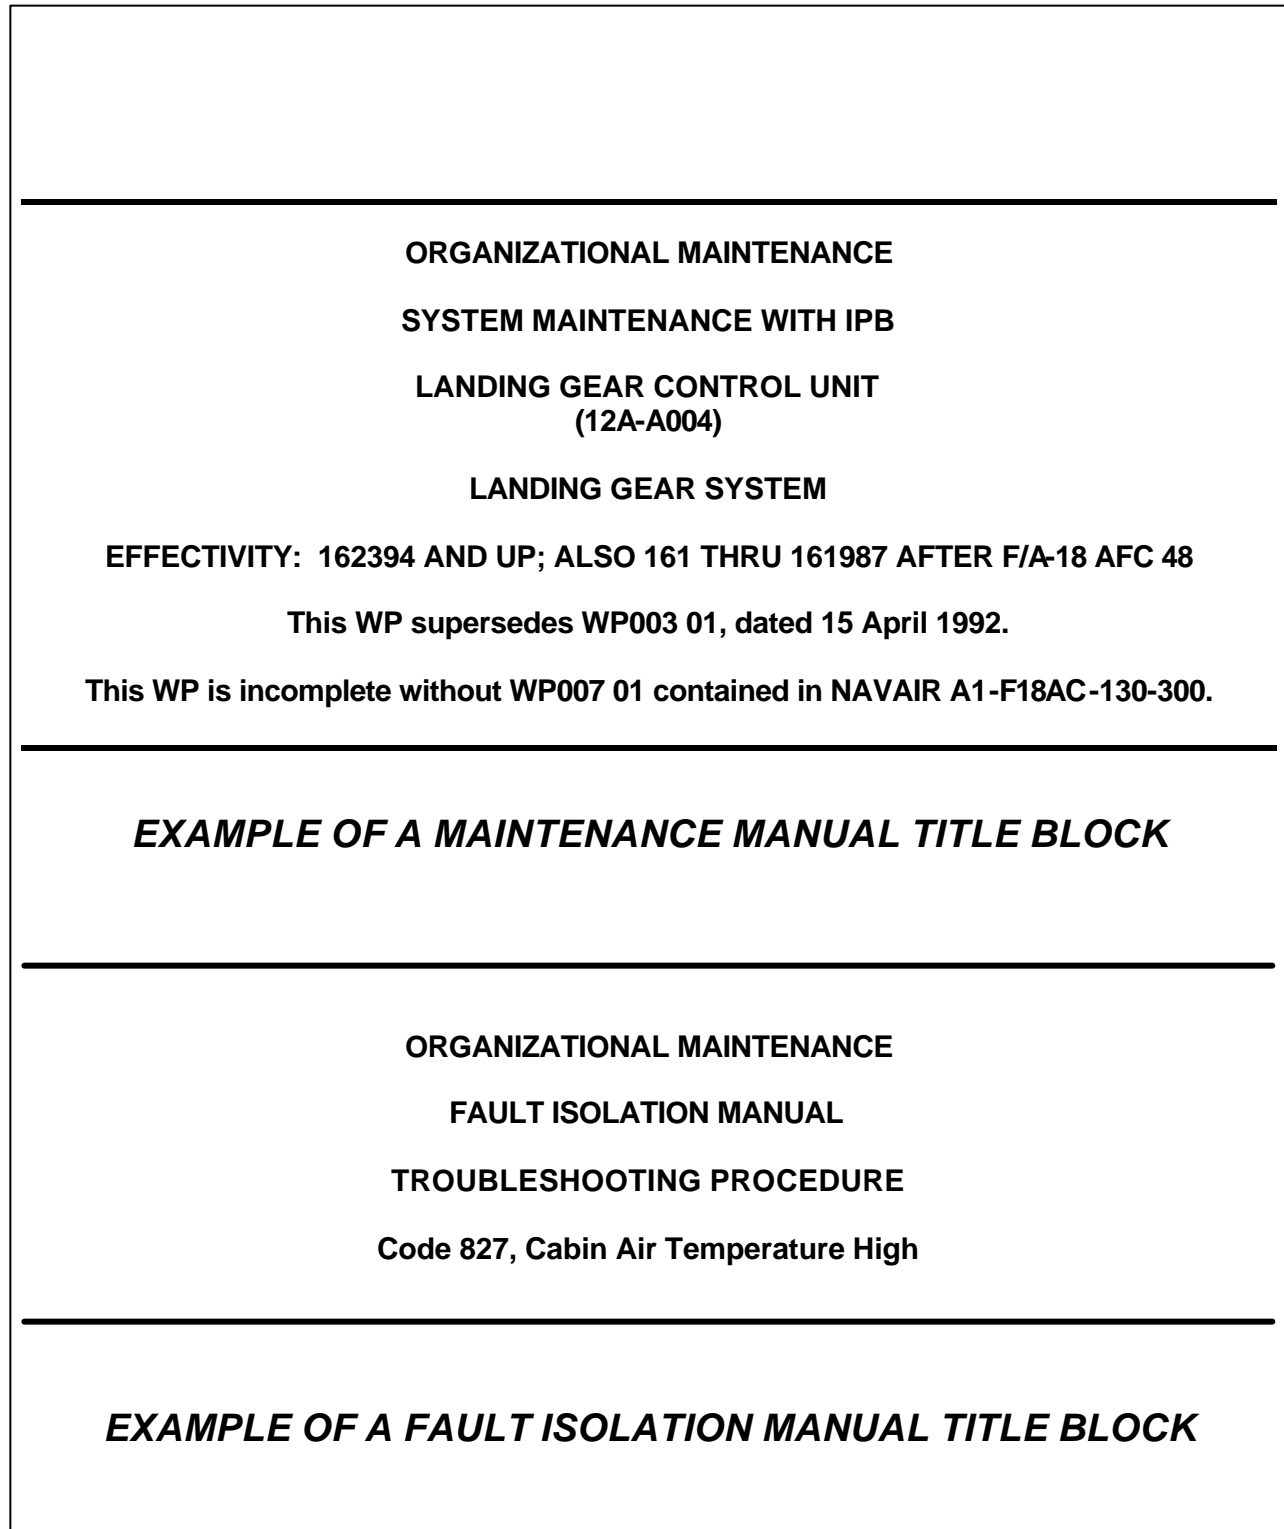 ORGANIZATIONAL MAINTENANCE
SYSTEM MAINTENANCE WITH IPB
LANDING GEAR CONTROL UNIT
(12A-A004)
LANDING GEAR SYSTEM
EFFECTIVITY: 162394 AND UP; ALSO 161 THRU 161987 AFTER F/A-18 AFC 48
This WP supersedes WP003 01, dated 15 April 1992.
This WP is incomplete without WP007 01 contained in NAVAIR A1-F18AC-130-300.
EXAMPLE OF A MAINTENANCE MANUAL TITLE BLOCK
ORGANIZATIONAL MAINTENANCE
FAULT ISOLATION MANUAL
TROUBLESHOOTING PROCEDURE
Code 827, Cabin Air Temperature High
EXAMPLE OF A FAULT ISOLATION MANUAL TITLE BLOCK